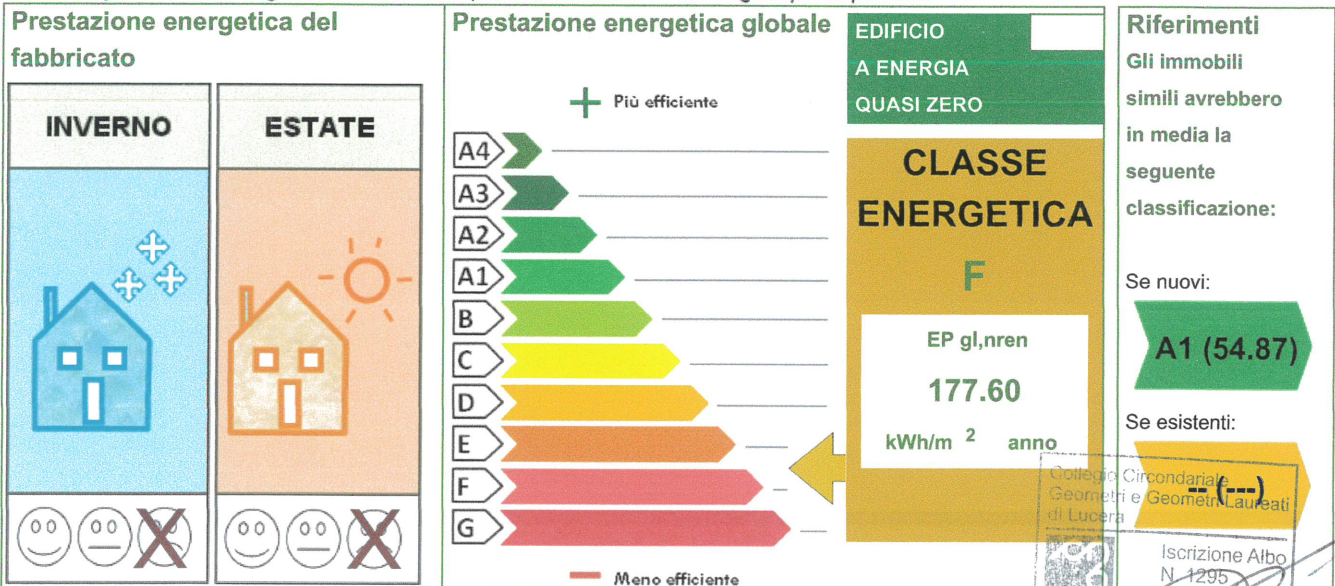 Prestazione energetica del
fabbricato
INVERNO
ESTATE
Prestazione energetica globale
Più efficiente
A4
A3
A2
A1
B
C
D
E
F
G
Meno efficiente
EDIFICIO
A ENERGIA
QUASI ZERO
CLASSE
ENERGETICA
F
EP gl,nren
177.60
kWh/m 2 anno
Riferimenti
Gli immobili
simili avrebbero
in media la
seguente
classificazione:
Se nuovi:
A1 (54.87)
Se esistenti:
-- (---)
Collegio Circondariale
Geometri e Geometri Laureati
di Lucera
Iscrizione Albo
N. 1295